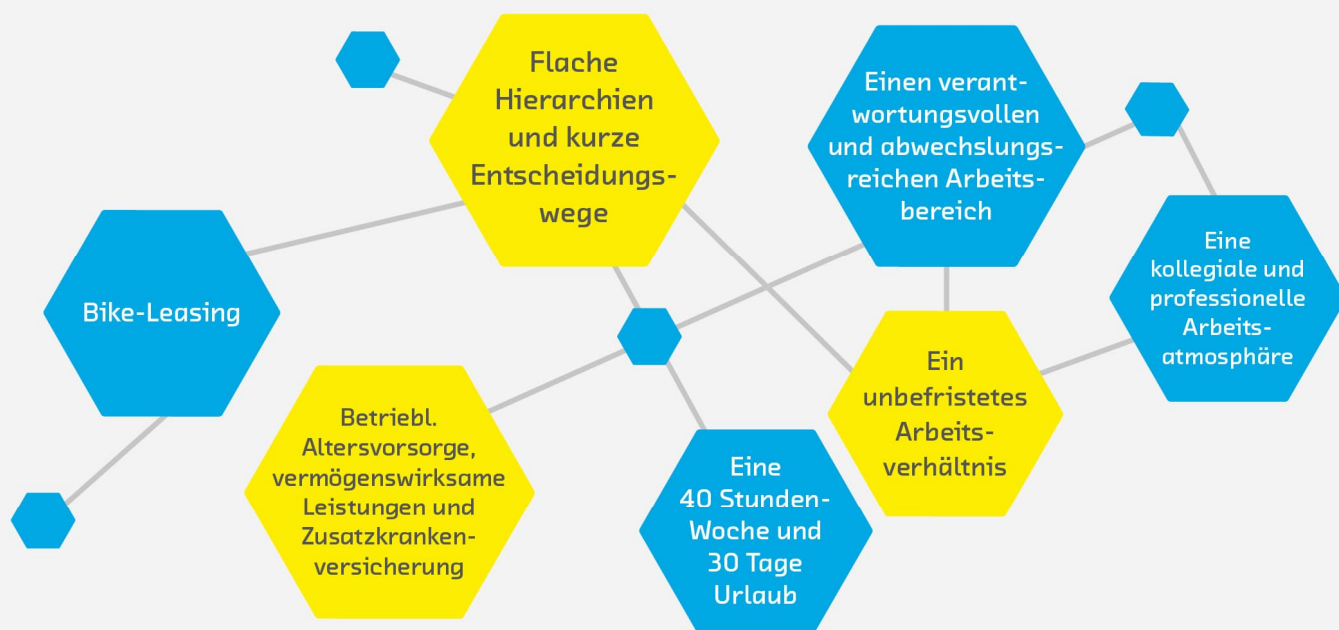 Flache
Hierarchien
und kurze
Entscheidungs-
wege
Einen verant-
wortungsvollen
und abwechslungs-
reichen Arbeits-
bereich
Bike-Leasing
Eine
kollegiale und
professionelle
Arbeits-
atmosphäre
Betriebl.
Altersvorsorge,
vermögenswirksame
Leistungen und
Zusatzkranken-
versicherung
Ein
unbefristetes
Arbeits-
verhältnis
Eine
40 Stunden-
Woche und
30 Tage
Urlaub